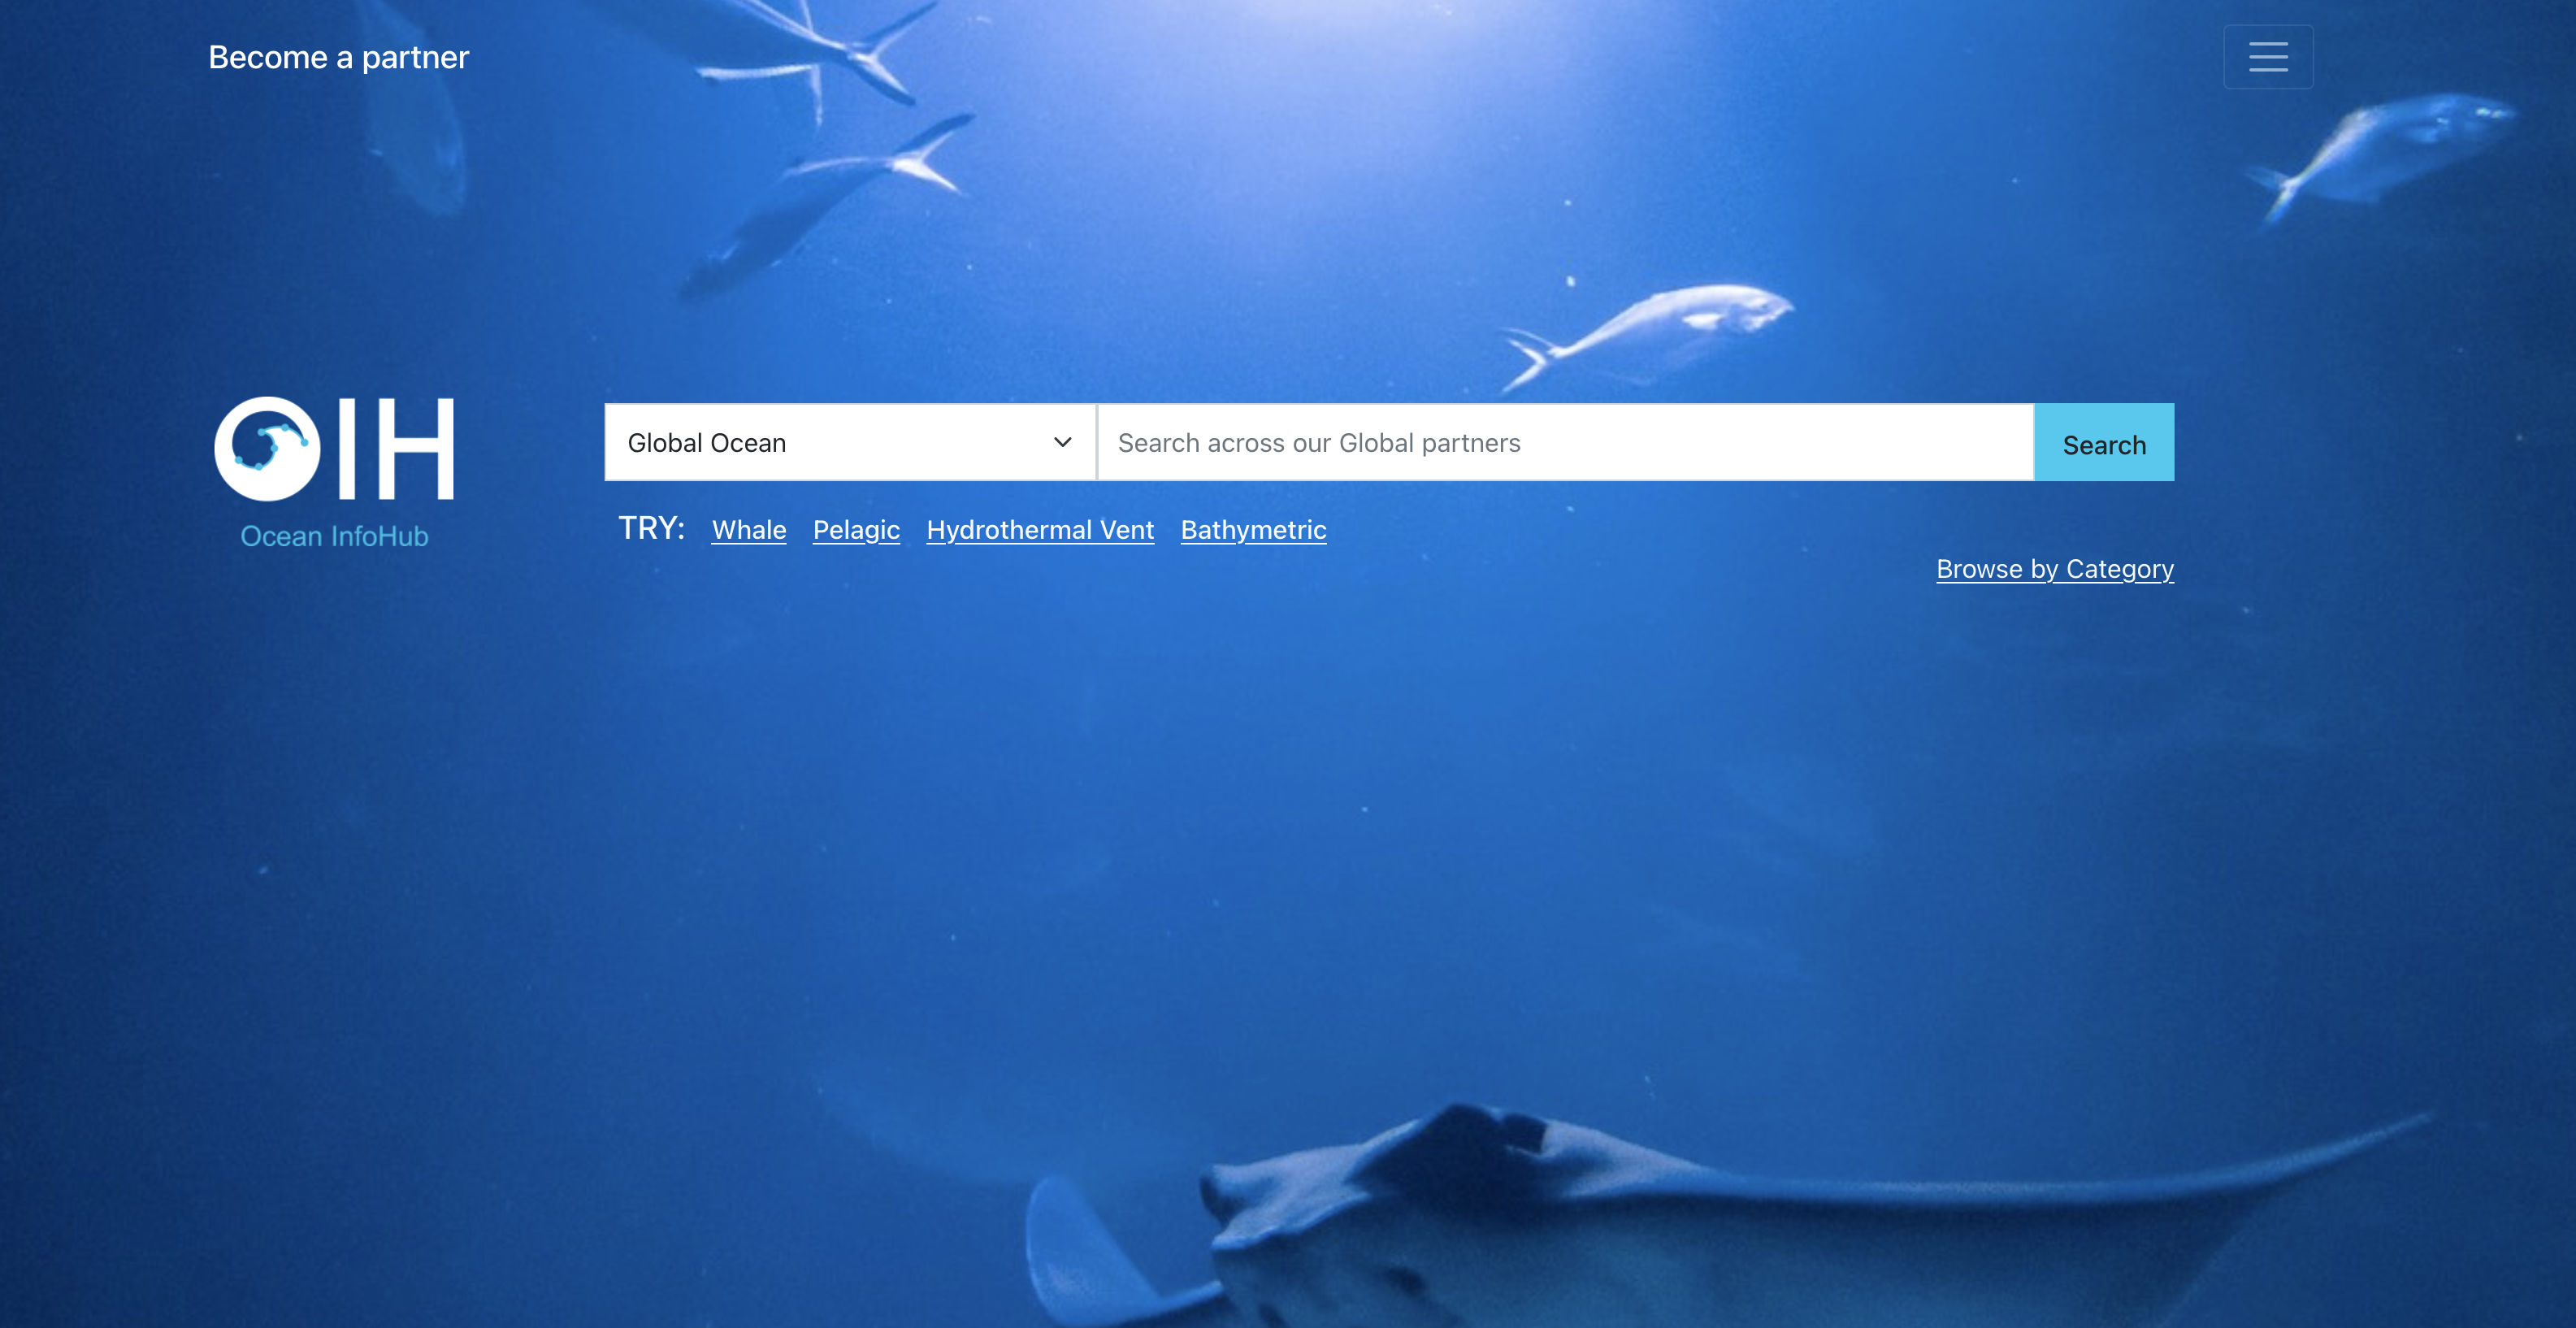 Become a partner
OIH
Ocean InfoHub
Global Ocean
Search across our Global partners
Search
TRY: Whale Pelagic Hydrothermal Vent Bathymetric
Browse by Category